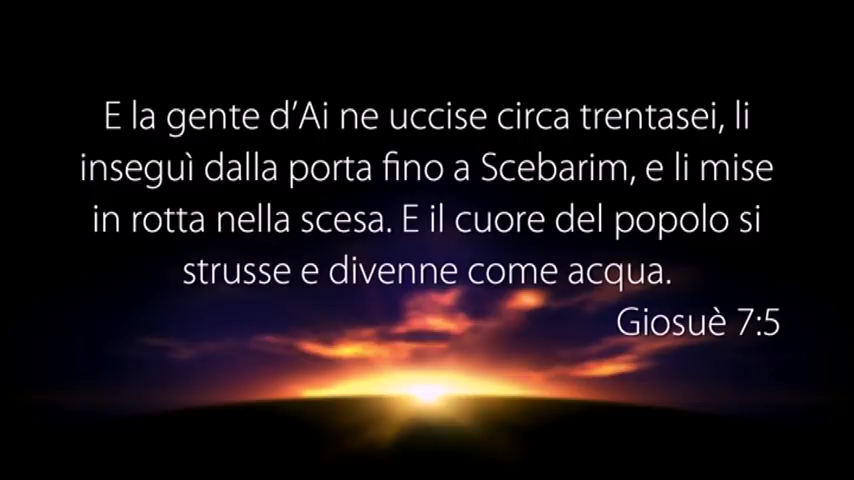 E la gente d’Ai ne uccise circa trentasei, li
inseguì dalla porta fino a Scebarim, e li mise
in rotta nella scesa. E il cuore del popolo si
strusse e divenne come acqua.
Giosuè 7:5